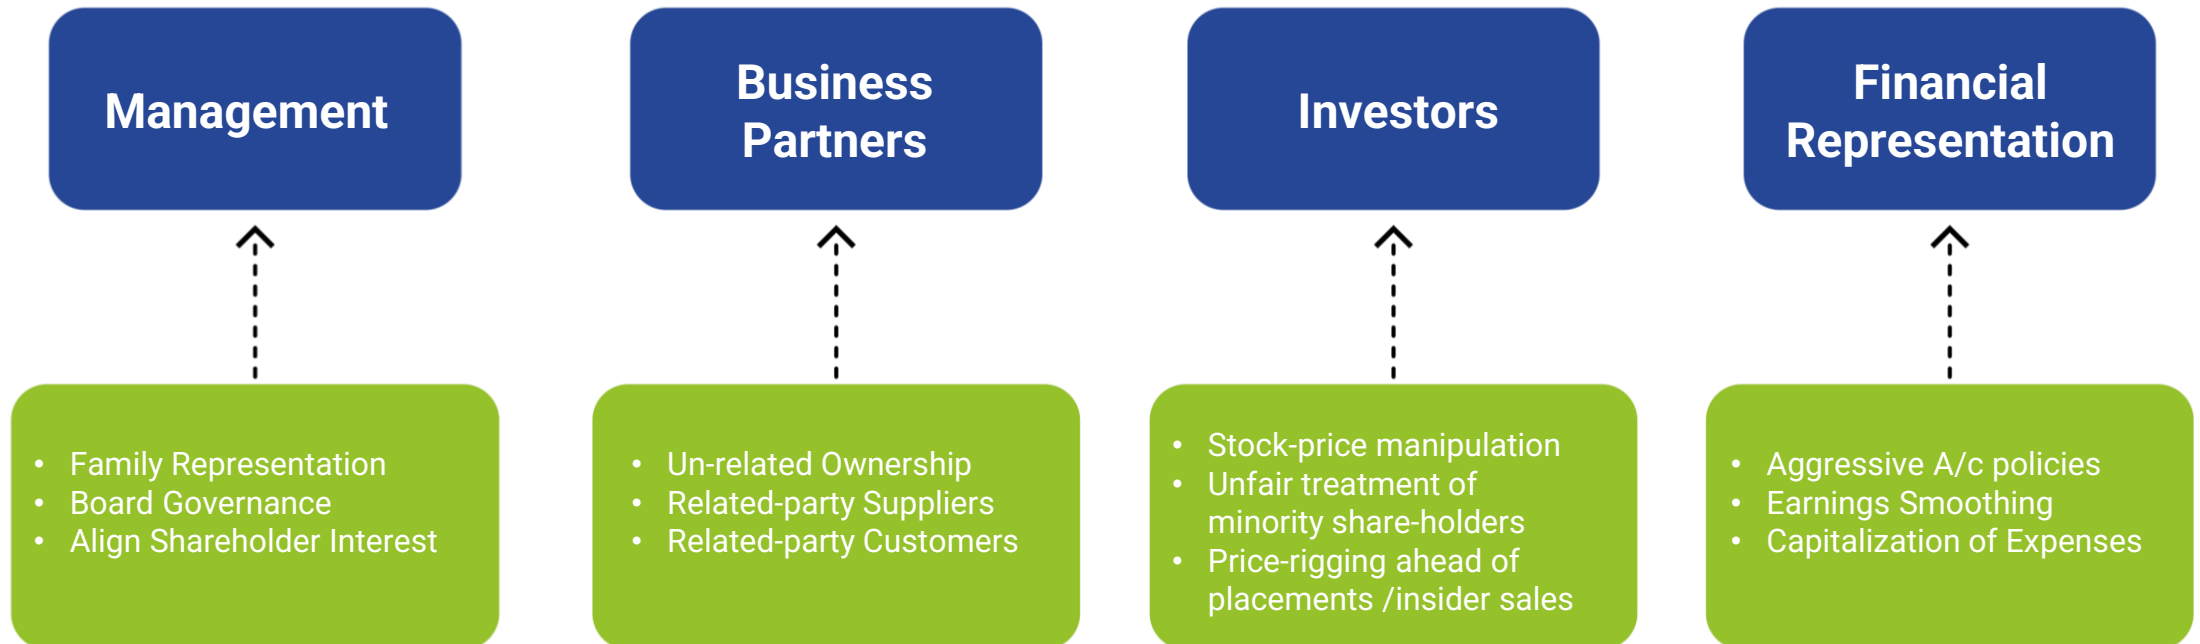 Management
Business
Partners
Investors
Financial
Representation
• Family Representation
• Board Governance
• Align Shareholder Interest
• Un-related Ownership
• Related-party Suppliers
• Related-party Customers
• Stock-price manipulation
• Unfair treatment of
minority share-holders
• Price-rigging ahead of
placements /insider sales
• Aggressive A/c policies
• Earnings Smoothing
• Capitalization of Expenses